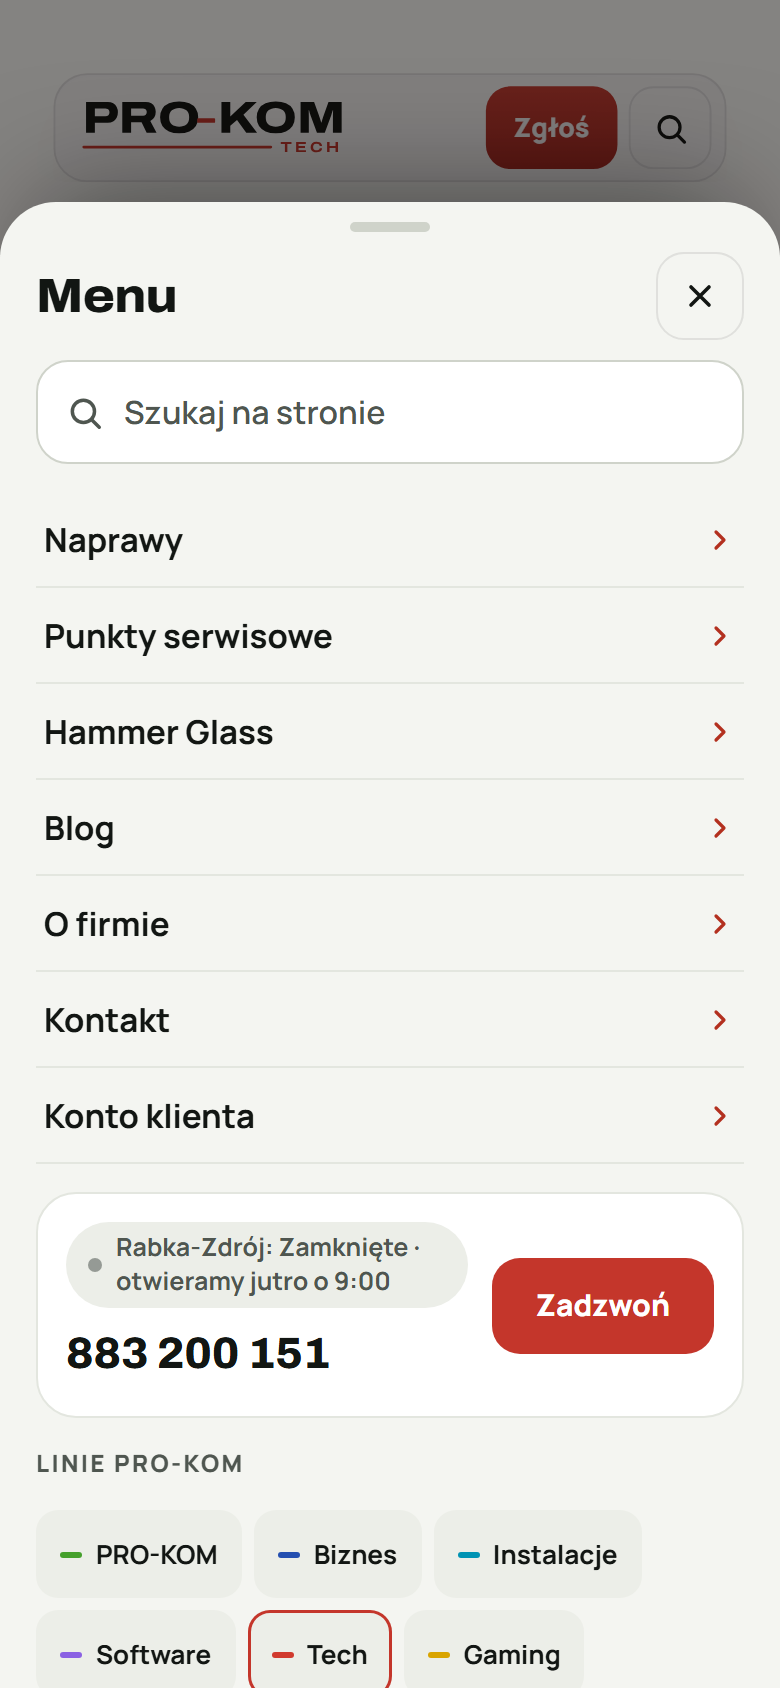 PRO-KOM
TECH
Zgłoś
Menu
Szukaj na stronie
Naprawy
Punkty serwisowe
Hammer Glass
Blog
O firmie
Kontakt
Konto klienta
Rabka-Zdrój: Zamknięte ·
otwieramy jutro o 9:00
883 200 151
Zadzwoń
LINIE PRO-KOM
PRO-KOM
Biznes
Instalacje
Software
Tech
Gaming